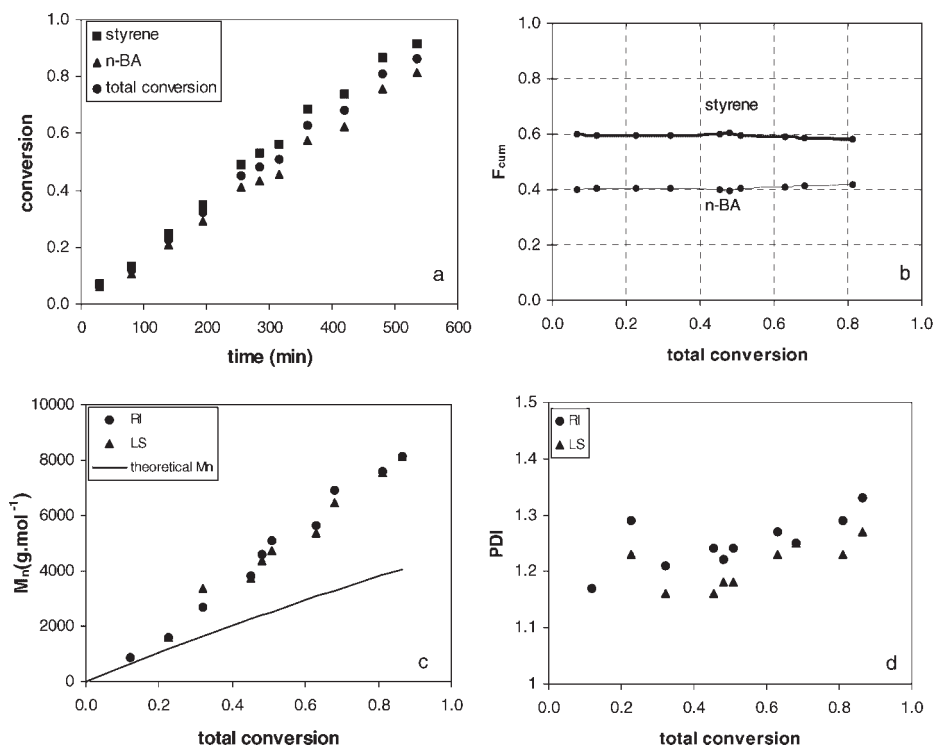 1.0
0.8
0.6
0.4
0.2
0.0
conversion
styrene
n-BA
total conversion
a
0 100 200 300 400 500 600
time (min)
1.0
0.8
0.6
0.4
0.2
0.0
Fcum
styrene
n-BA
b
0.0 0.2 0.4 0.6 0.8 1.0
total conversion
10000
8000
6000
4000
2000
0
Mn(g.mol⁻¹)
RI
LS
theoretical Mn
c
0.0 0.2 0.4 0.6 0.8 1.0
total conversion
1.5
1.4
1.3
1.2
1.1
1
PDI
RI
LS
d
0.0 0.2 0.4 0.6 0.8 1.0
total conversion